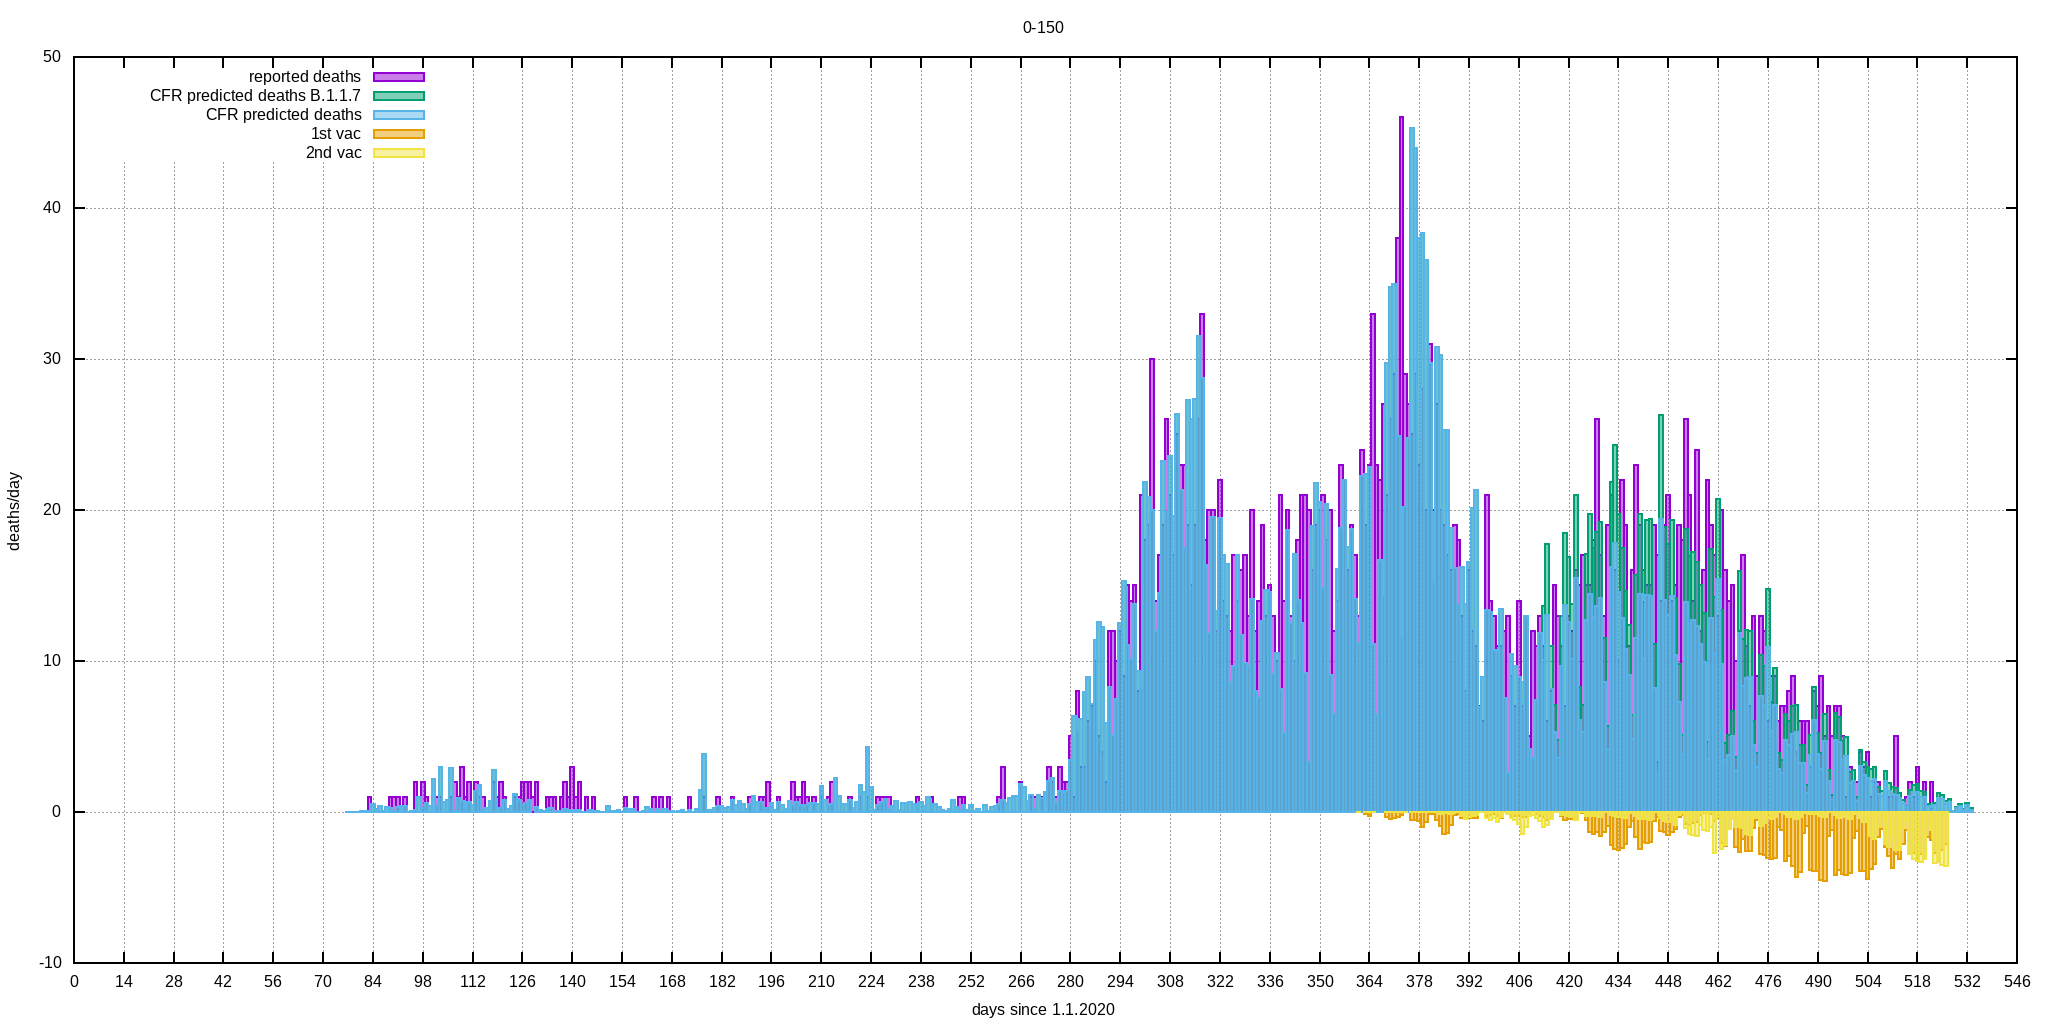 0-150
50
40
30
20
10
0
-10
deaths/day
reported deaths
CFR predicted deaths B.1.1.7
CFR predicted deaths
1st vac
2nd vac
0 14 28 42 56 70 84 98 112 126 140 154 168 182 196 210 224 238 252 266 280 294 308 322 336 350 364 378 392 406 420 434 448 462 476 490 504 518 532 546
days since 1.1.2020